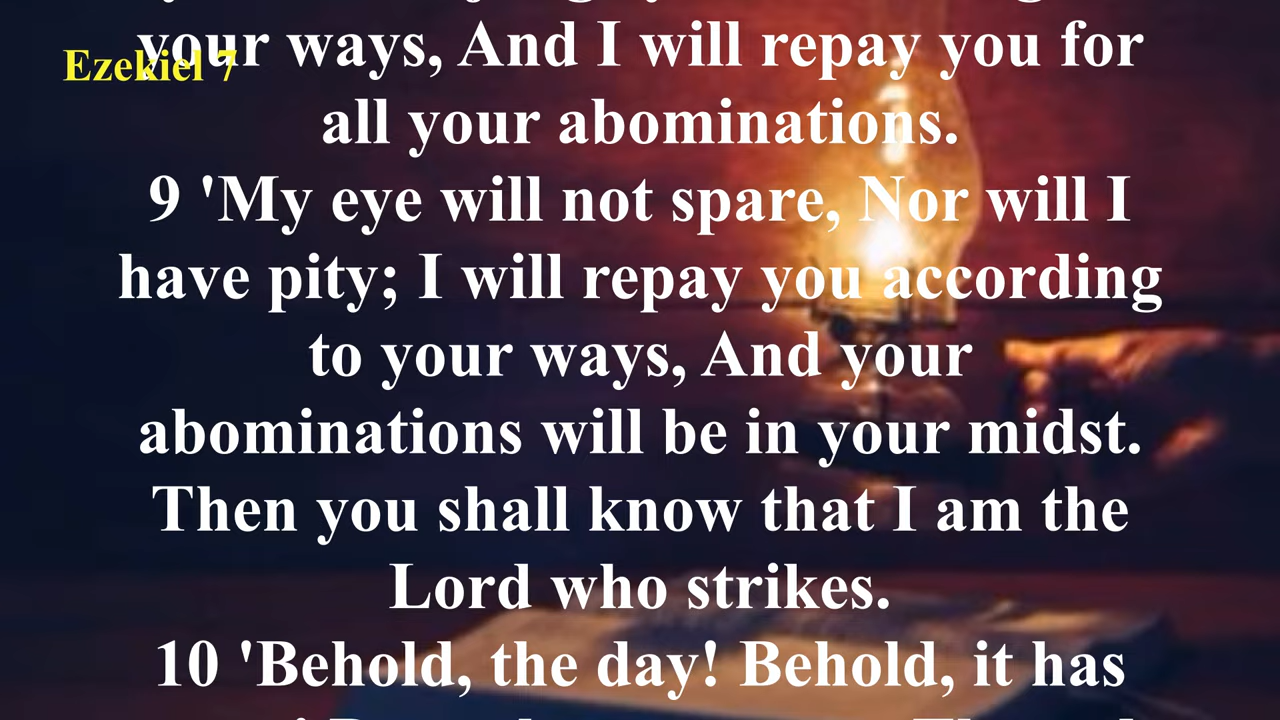 Ezekiel 7
your ways, And I will repay you for
all your abominations.
9 'My eye will not spare, Nor will I
have pity; I will repay you according
to your ways, And your
abominations will be in your midst.
Then you shall know that I am the
Lord who strikes.
10 'Behold, the day! Behold, it has